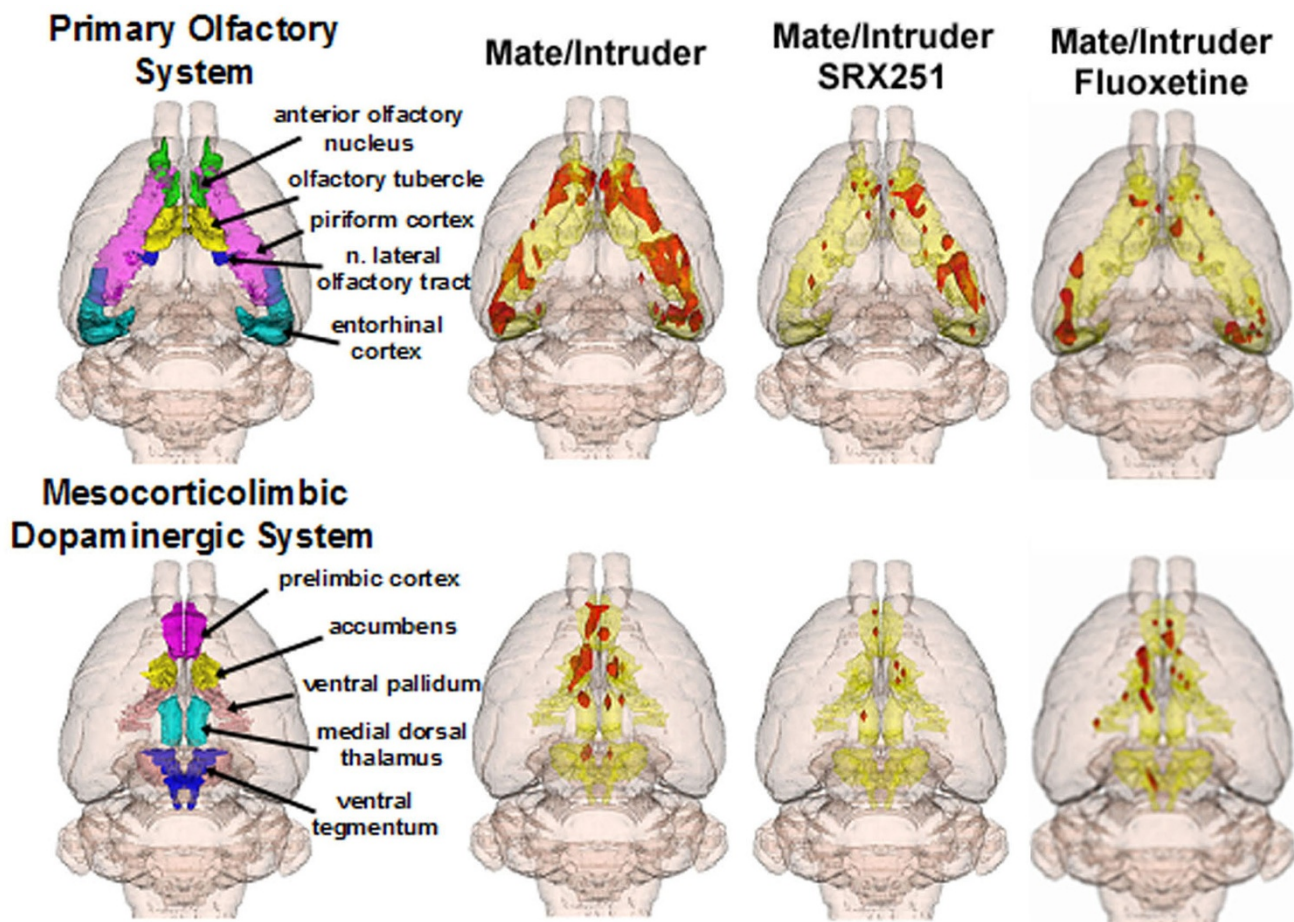 Primary Olfactory
System
anterior olfactory
nucleus
olfactory tubercle
piriform cortex
n. lateral
olfactory tract
entorhinal
cortex
Mate/Intruder
Mate/Intruder
SRX251
Mate/Intruder
Fluoxetine
Mesocorticolimbic
Dopaminergic System
prelimbic cortex
accumbens
ventral pallidum
medial dorsal
thalamus
ventral
tegmentum